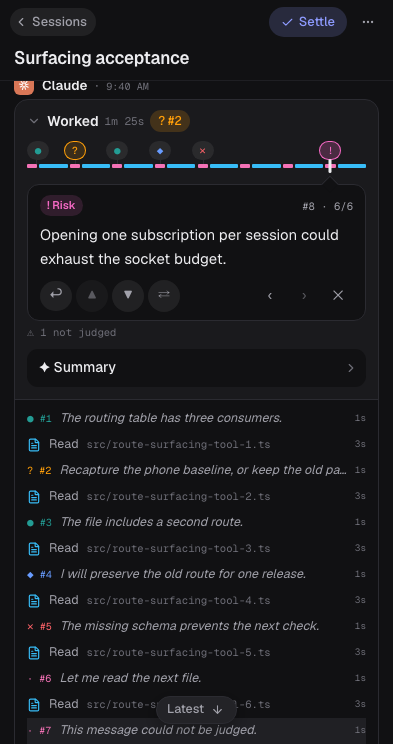 Sessions
Settle
Surfacing acceptance
Claude · 9:40 AM
Worked 1m 25s ? #2
? ◆ × !
! Risk #8 · 6/6
Opening one subscription per session could
exhaust the socket budget.
⚠ 1 not judged
Summary
#1 The routing table has three consumers. 1s
Read src/route-surfacing-tool-1.ts 3s
? #2 Recapture the phone baseline, or keep the old pa… 1s
Read src/route-surfacing-tool-2.ts 3s
#3 The file includes a second route. 1s
Read src/route-surfacing-tool-3.ts 3s
◆ #4 I will preserve the old route for one release. 1s
Read src/route-surfacing-tool-4.ts 3s
× #5 The missing schema prevents the next check. 1s
Read src/route-surfacing-tool-5.ts 3s
· #6 Let me read the next file. 1s
Read src/route-surfacing-tool-6.ts 3s
Latest
· #7 This message could not be judged. 1s